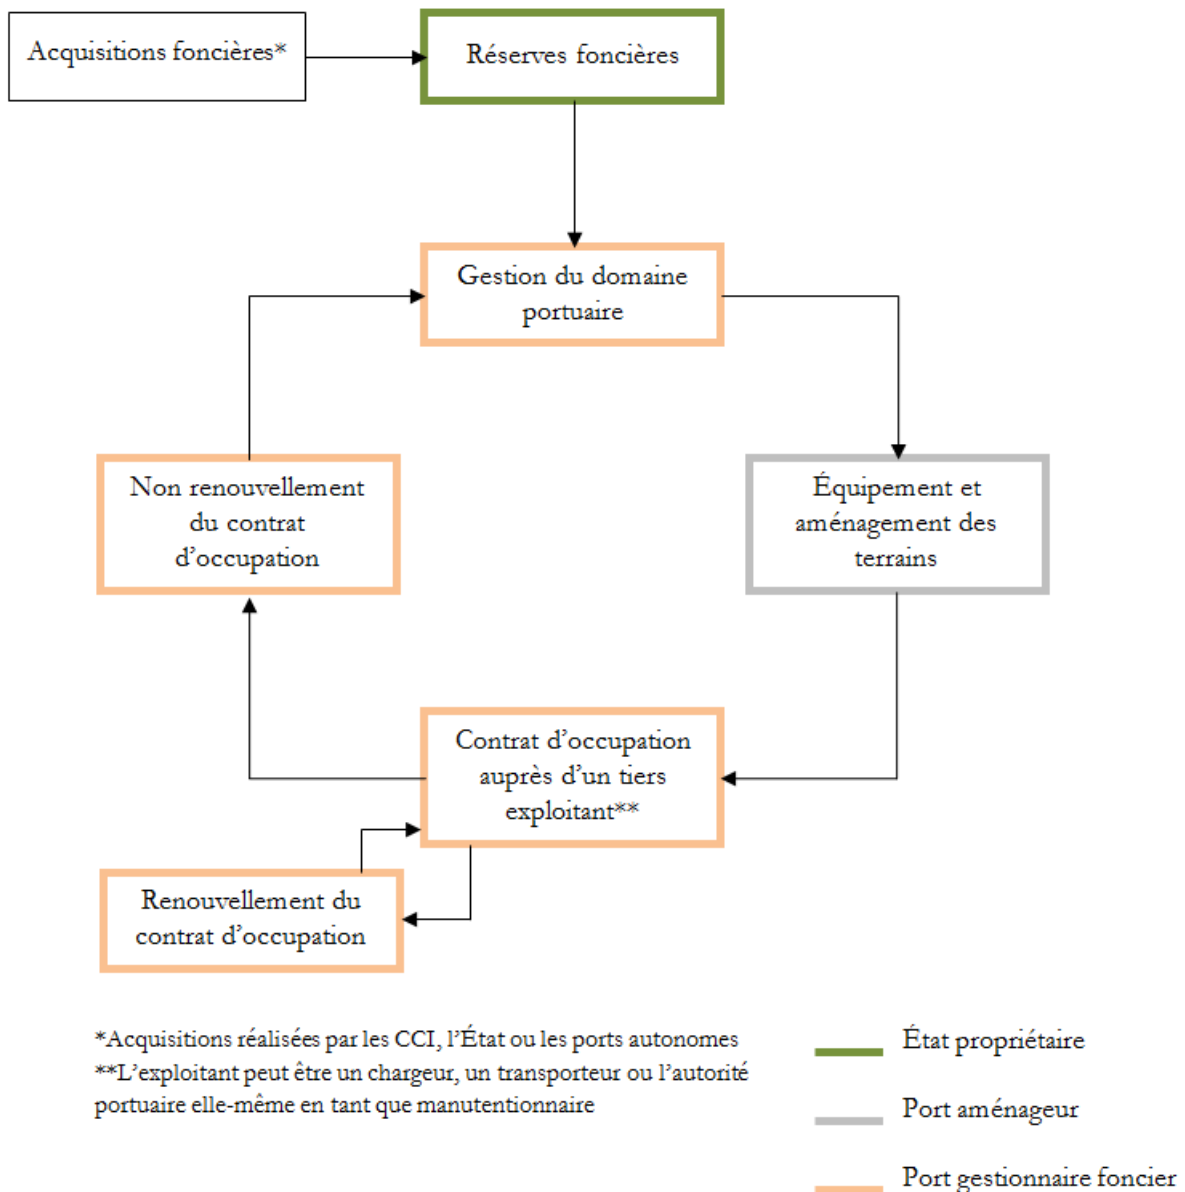 Acquisitions foncières*
Réserves foncières
Gestion du domaine
portuaire
Non renouvellement
du contrat
d’occupation
Équipement et
aménagement des
terrains
Contrat d’occupation
auprès d’un tiers
exploitant**
Renouvellement du
contrat d’occupation
*Acquisitions réalisées par les CCI, l’État ou les ports autonomes
**L’exploitant peut être un chargeur, un transporteur ou l’autorité
portuaire elle-même en tant que manutentionnaire
État propriétaire
Port aménageur
Port gestionnaire foncier